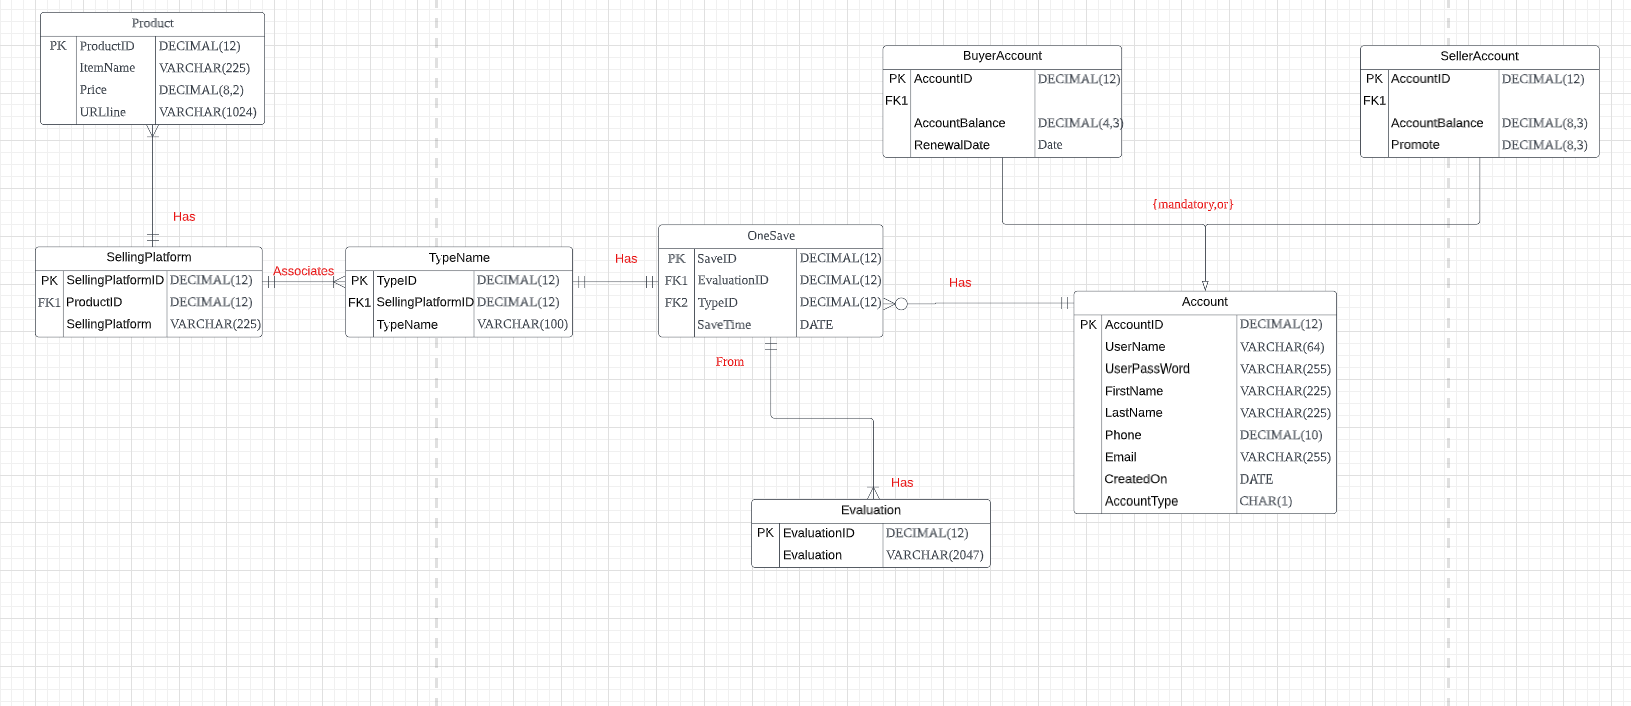 Product
PK ProductID DECIMAL(12)
ItemName VARCHAR(225)
Price DECIMAL(8,2)
URLline VARCHAR(1024)
Has
SellingPlatform
PK SellingPlatformID DECIMAL(12)
FK1 ProductID DECIMAL(12)
SellingPlatform VARCHAR(225)
Associates
TypeName
PK TypeID DECIMAL(12)
FK1 SellingPlatformID DECIMAL(12)
TypeName VARCHAR(100)
Has
OneSave
PK SaveID DECIMAL(12)
FK1 EvaluationID DECIMAL(12)
FK2 TypeID DECIMAL(12)
SaveTime DATE
From
Has
Evaluation
PK EvaluationID DECIMAL(12)
Evaluation VARCHAR(2047)
Has
BuyerAccount
PK AccountID DECIMAL(12)
FK1
AccountBalance DECIMAL(4,3)
RenewalDate Date
SellerAccount
PK AccountID DECIMAL(12)
FK1
AccountBalance DECIMAL(8,3)
Promote DECIMAL(8,3)
{mandatory,or}
Account
PK AccountID DECIMAL(12)
UserName VARCHAR(64)
UserPassWord VARCHAR(255)
FirstName VARCHAR(225)
LastName VARCHAR(225)
Phone DECIMAL(10)
Email VARCHAR(255)
CreatedOn DATE
AccountType CHAR(1)